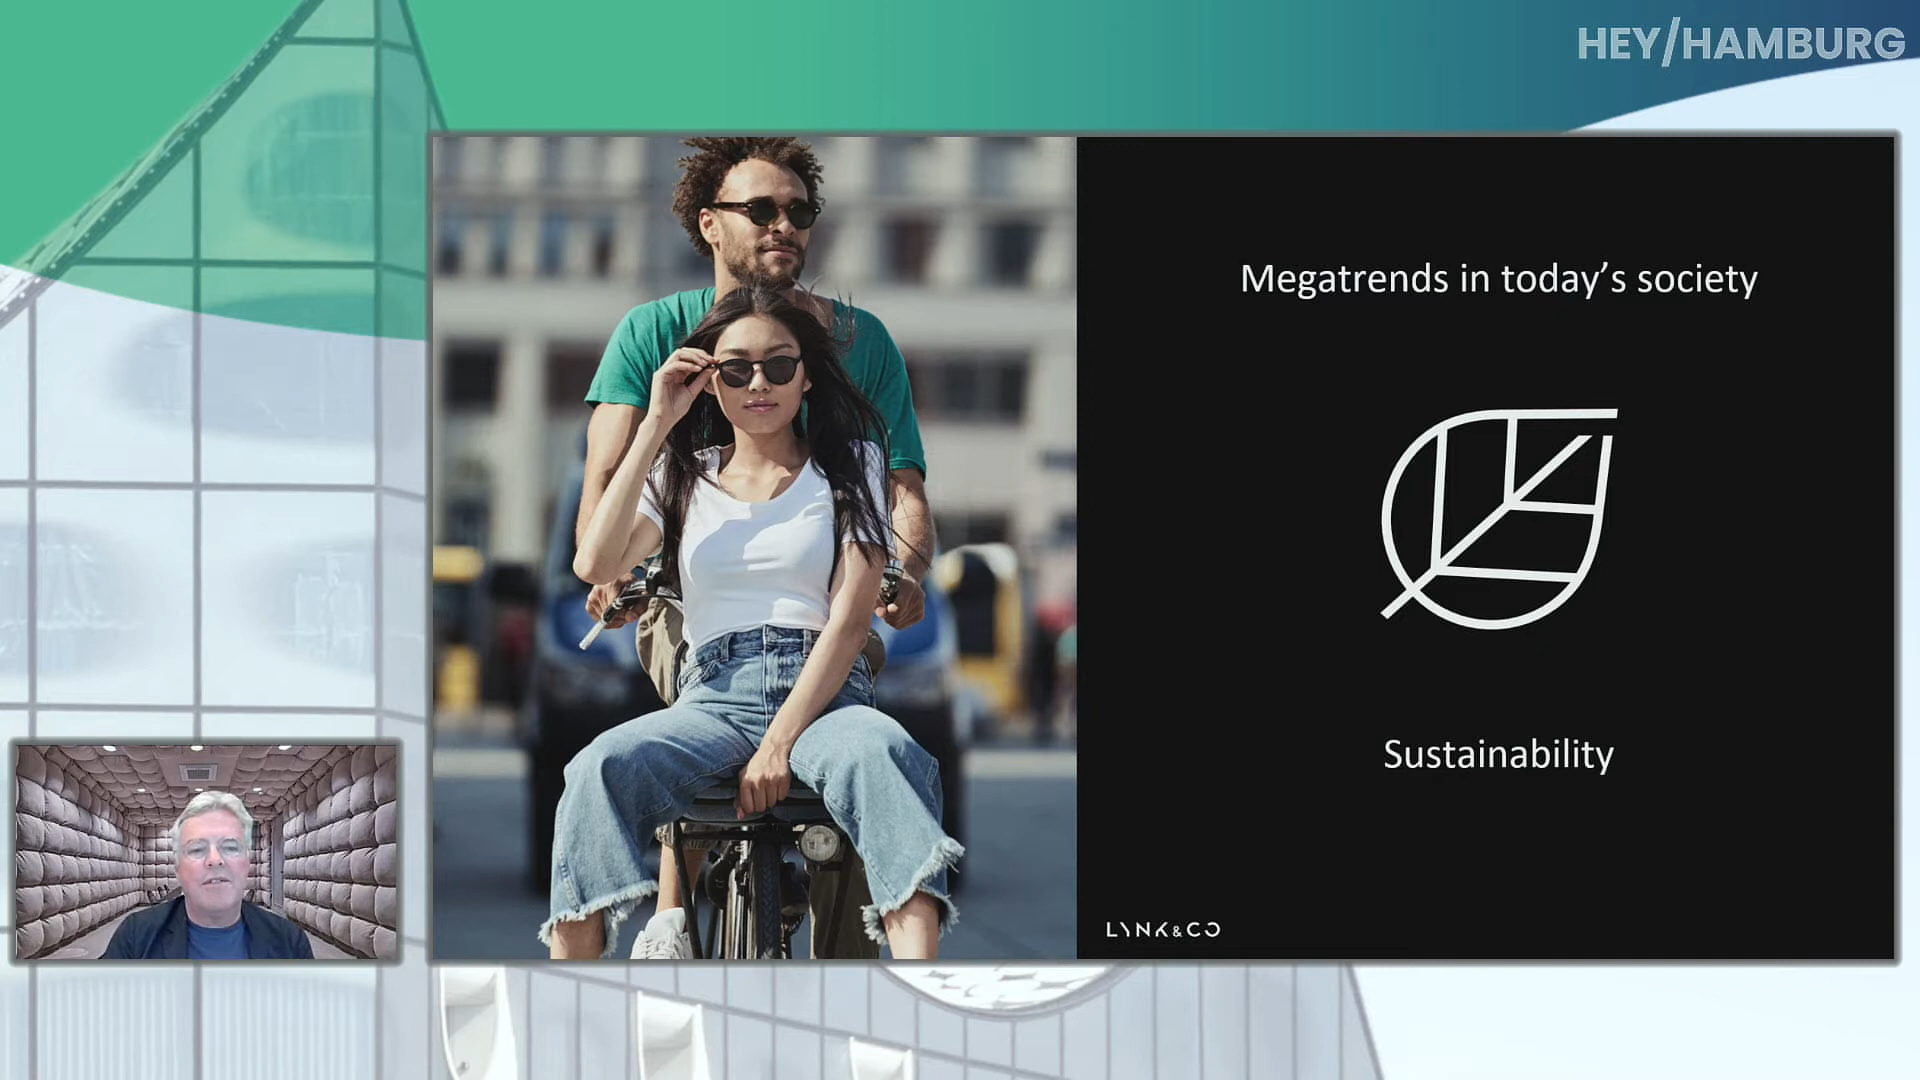 HEY/HAMBURG
Megatrends in today’s society
Sustainability
LYNK&CO